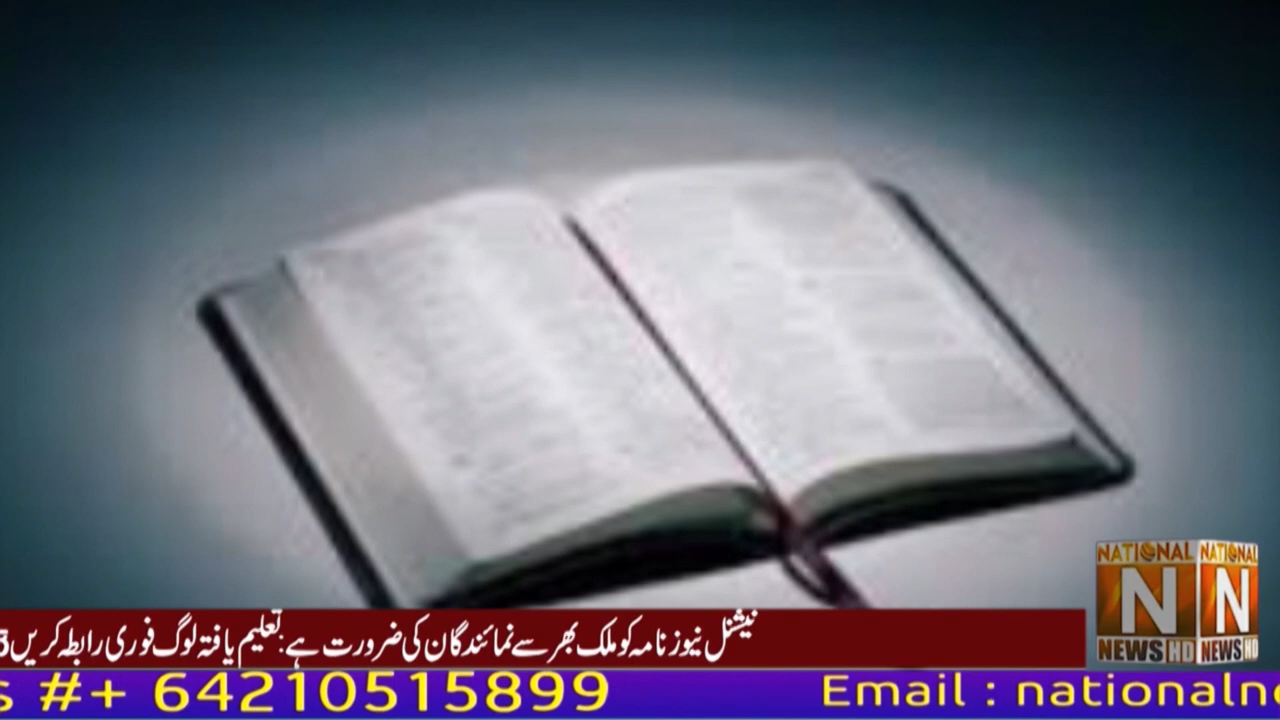 NATIONAL NATIONAL
N N
NEWS HD NEWS HD
نیشنل نیوز نامہ کو ملک بھر سے نمائندگان کی ضرورت ہے: تعلیم یافتہ لوگ فوری رابطہ کریں
s #+ 64210515899 Email : nationaln